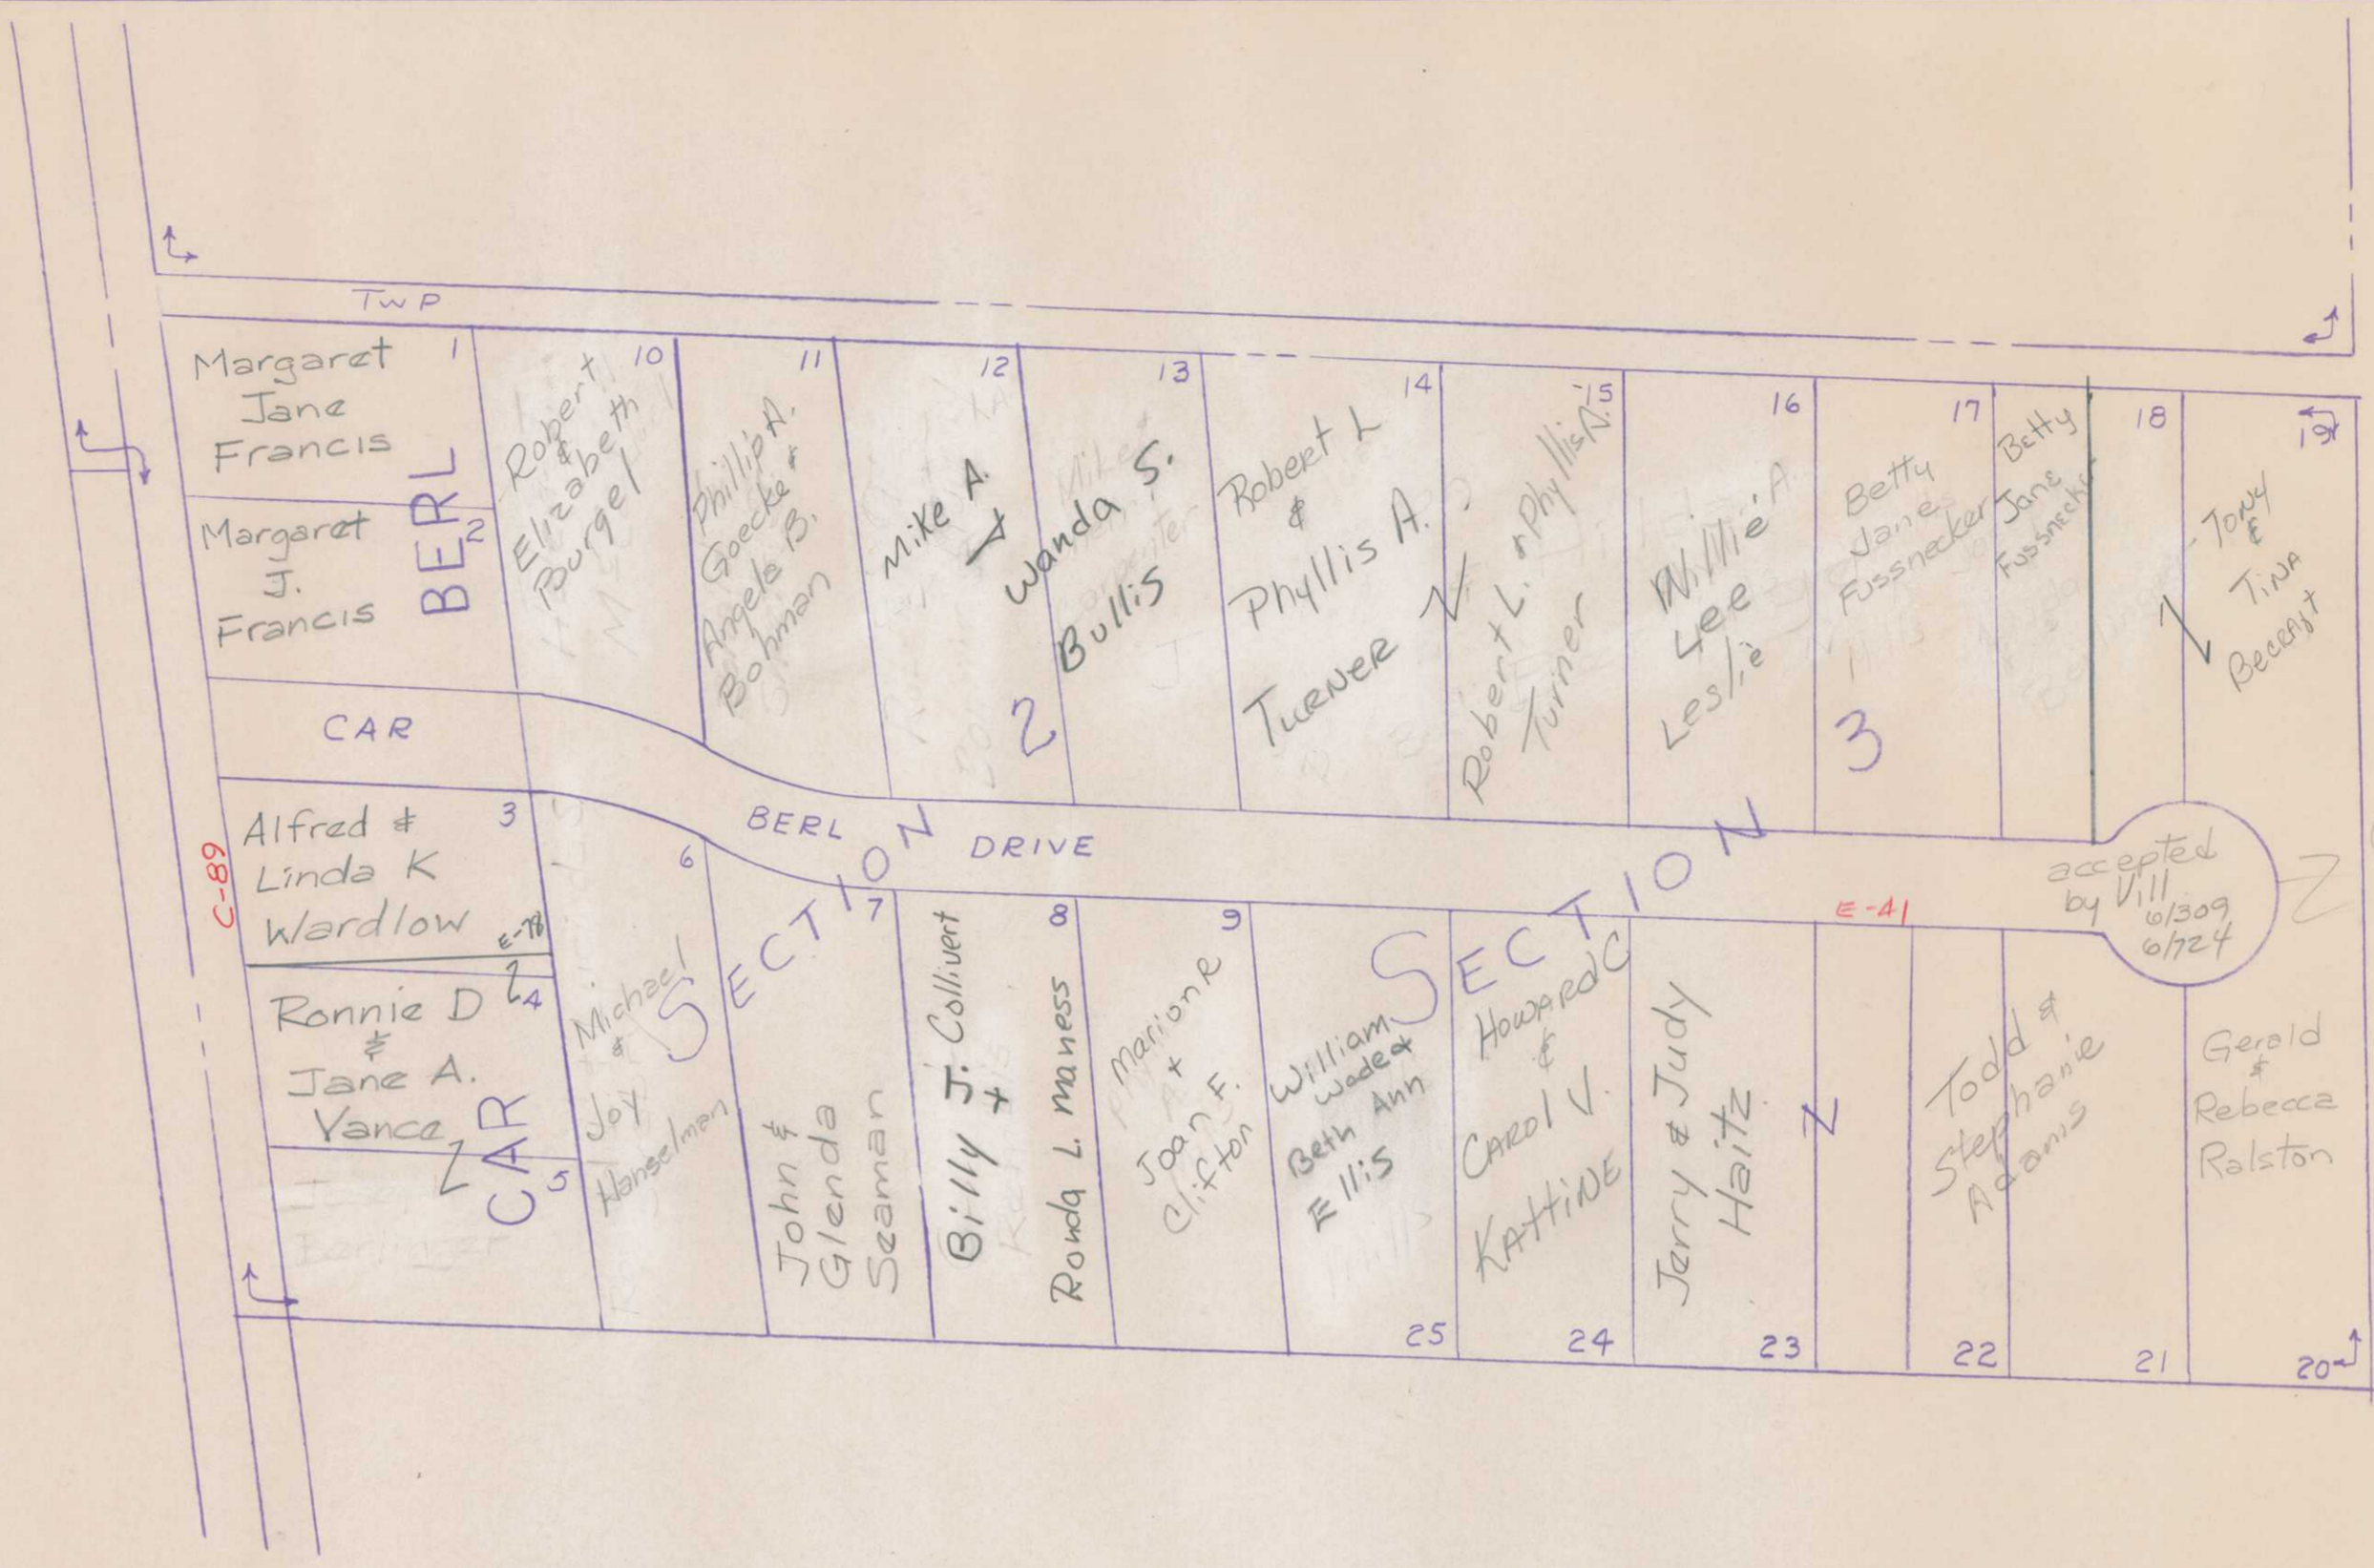 TWP
1
Margaret
Jane
Francis
2
Margaret
J.
Francis
BERL
10
Robert
&
Elizabeth
Burgel
11
Phillip A.
Goecke &
Angela B.
Bohman
12
Mike A.
+
Wanda S.
Bullis
13
2
14
Robert L
&
Phyllis A.
TURNER
Z
15
Robert L. & Phyllis A.
Turner
16
Willie A.
Lee
Leslie
17
Betty
Jane
Fussnecker
3
Betty
Jane
Fussnecker
18
Z
19
TONY
&
TINA
BECRAFT
CAR BERL DRIVE
C-89
3
Alfred &
Linda K
Wardlow
E-78
Z
4
Ronnie D
&
Jane A.
Vance
Z
5
CAR
SECTION
SECTION
6
Michael
&
Joy
Hanselman
7
John &
Glenda
Seaman
8
Billy J. Collivert
+
Ronda L. Maness
9
Marion R
+
Joan F.
Clifton
William
Wade &
Beth Ann
Ellis
25
HOWARD C
&
CAROL V.
KATTINE
24
Jerry & Judy
Haitz
23
Z
E-41
Todd &
Stephanie
Adams
22
21
accepted
by Vill
6/309
6/724
Z
Gerald
&
Rebecca
Ralston
20